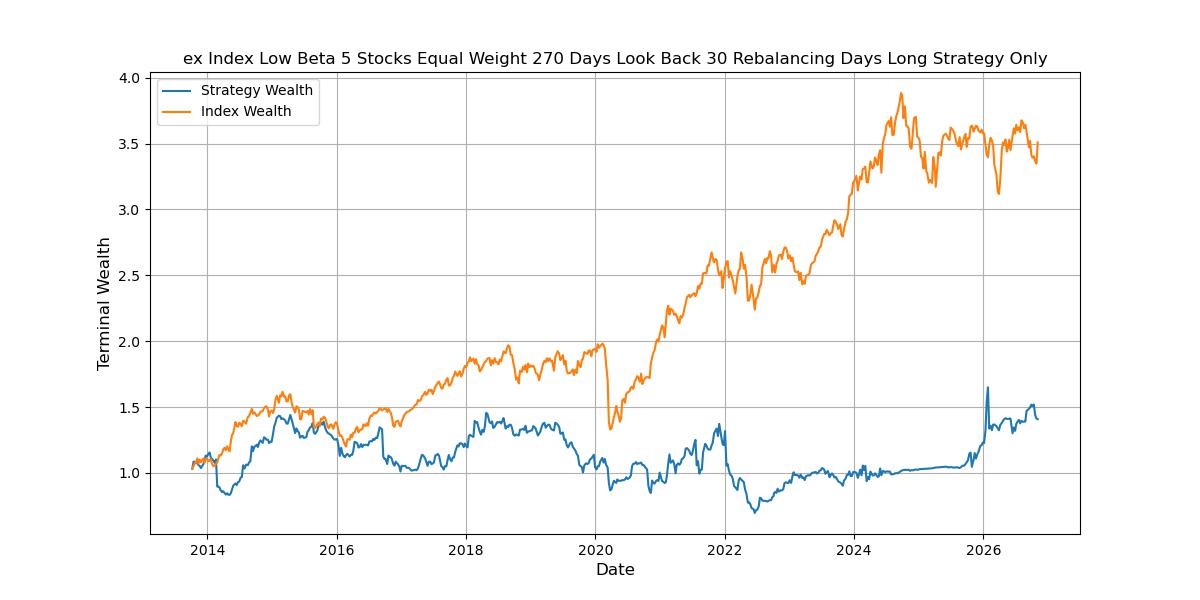 ex Index Low Beta 5 Stocks Equal Weight 270 Days Look Back 30 Rebalancing Days Long Strategy Only
Strategy Wealth
Index Wealth
Terminal Wealth
4.0
3.5
3.0
2.5
2.0
1.5
1.0
2014 2016 2018 2020 2022 2024 2026
Date